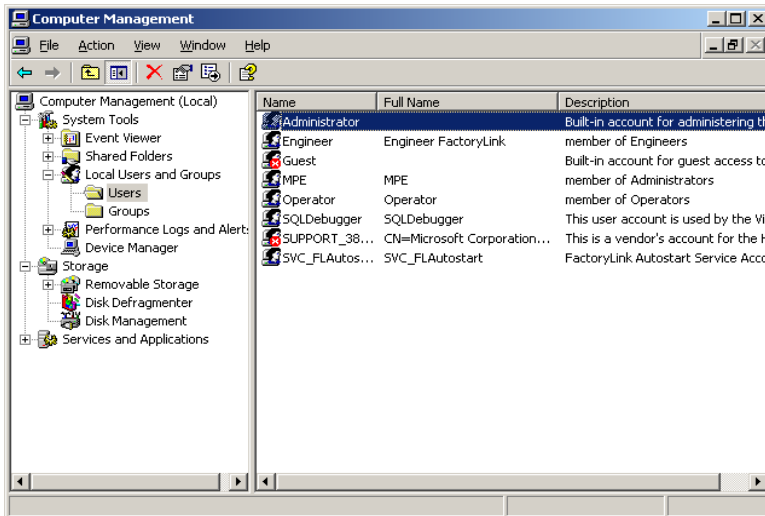 Computer Management
File Action View Window Help
Computer Management (Local)
System Tools
Event Viewer
Shared Folders
Local Users and Groups
Users
Groups
Performance Logs and Alert
Device Manager
Storage
Removable Storage
Disk Defragmenter
Disk Management
Services and Applications
Name Full Name Description
Administrator Built-in account for administering th
Engineer Engineer FactoryLink member of Engineers
Guest Built-in account for guest access to
MPE MPE member of Administrators
Operator Operator member of Operators
SQLDebugger SQLDebugger This user account is used by the Vi
SUPPORT_38... CN=Microsoft Corporation... This is a vendor's account for the H
SVC_FLAutos... SVC_FLAutostart FactoryLink Autostart Service Acco